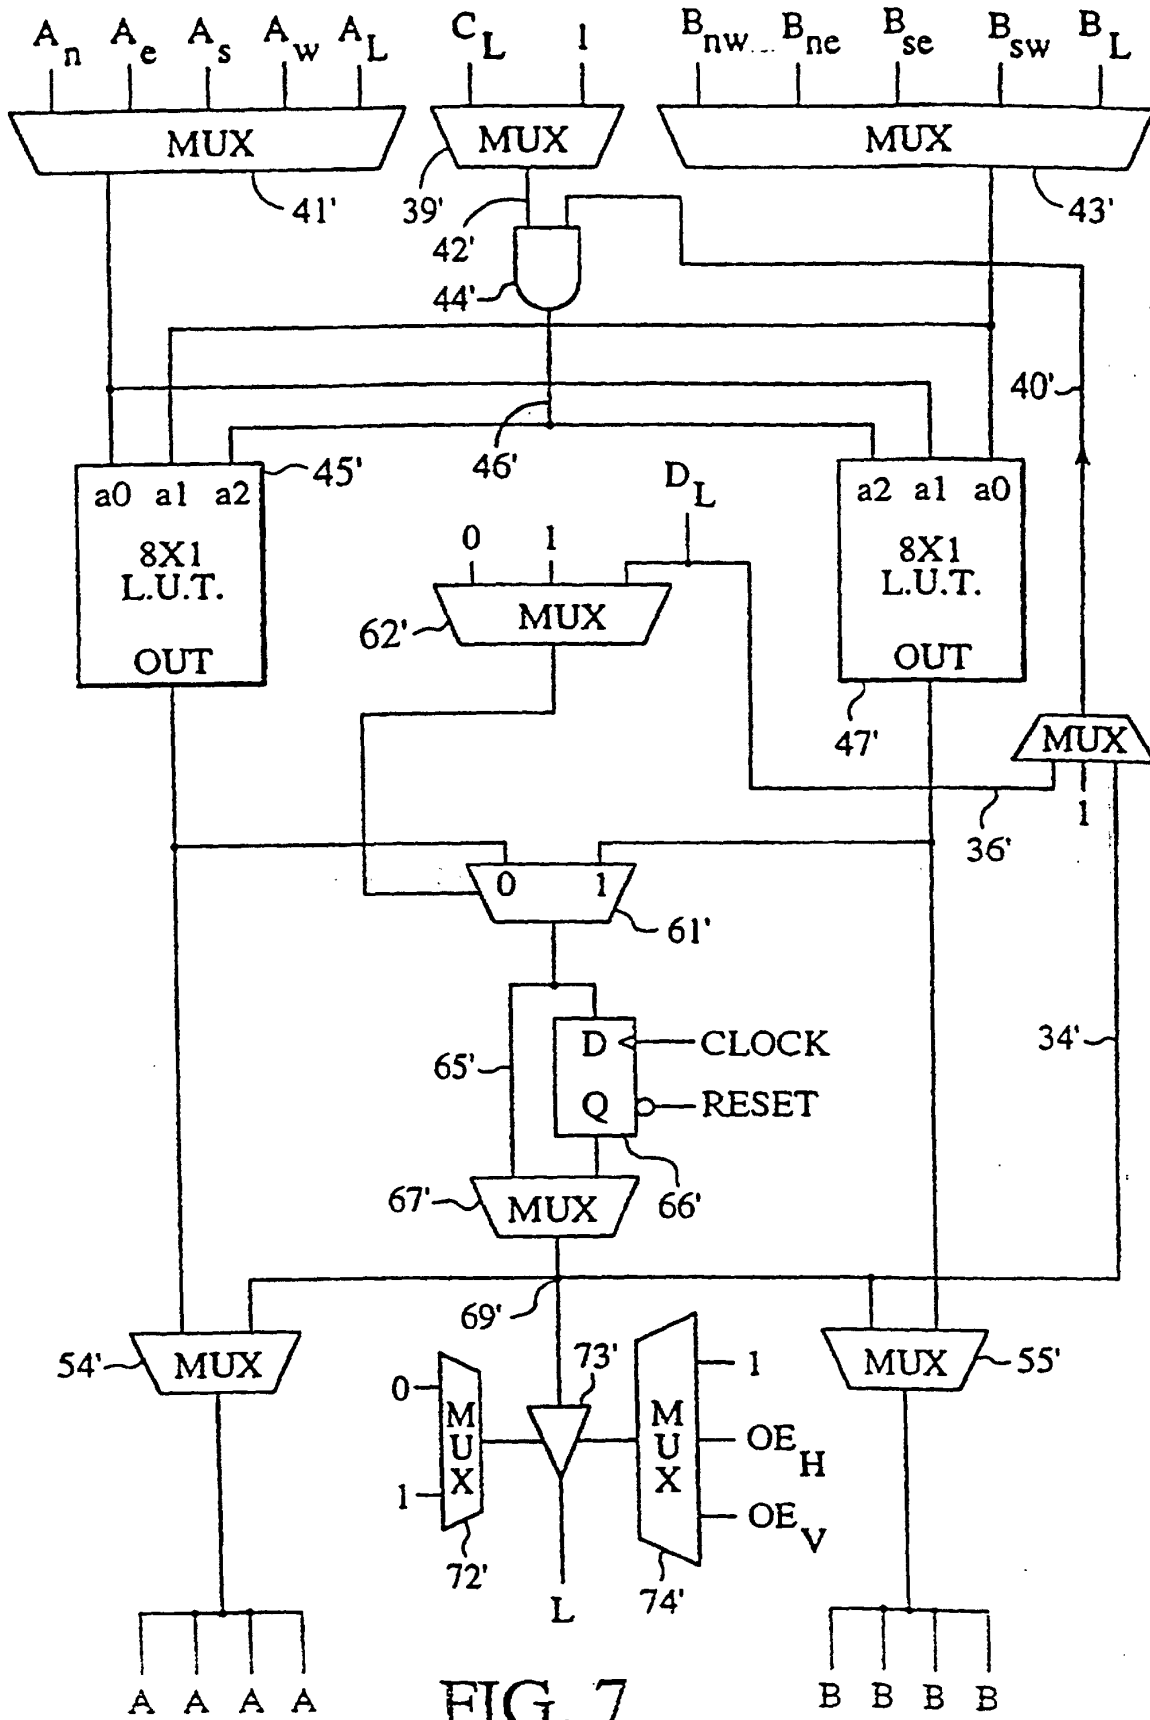 An Ae As Aw AL CL 1 Bnw Bne Bse Bsw BL
MUX MUX MUX
41' 39' 42' 43'
44'
40'
46'
45' DL
a0 a1 a2 a2 a1 a0
0 1
8X1 8X1
L.U.T. L.U.T.
MUX
62'
OUT OUT
47' MUX
1
36'
0 1
61'
D CLOCK
65' 34'
Q RESET
67' MUX 66'
69'
54' MUX 73' MUX 55'
0 MUX MUX 1
OEH
1
OEV
72' 74'
L
A A A A B B B B
FIG. 7